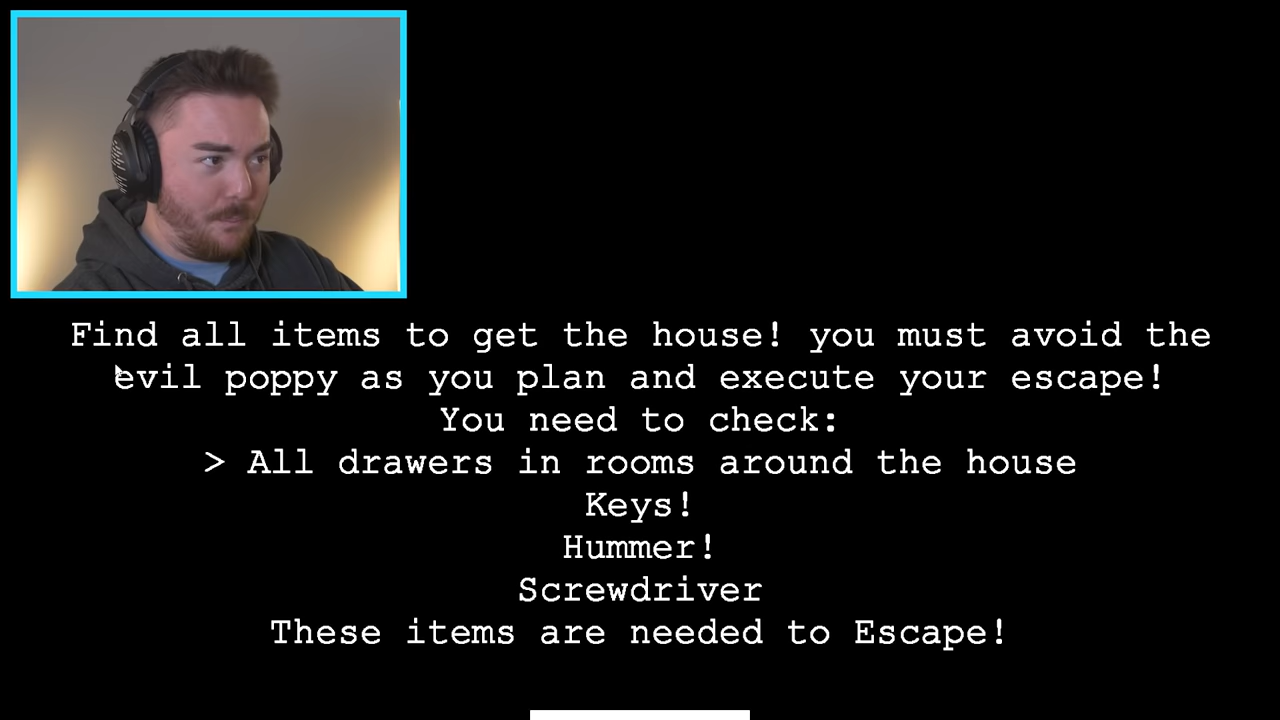 Find all items to get the house! you must avoid the
evil poppy as you plan and execute your escape!
You need to check:
> All drawers in rooms around the house
Keys!
Hummer!
Screwdriver
These items are needed to Escape!